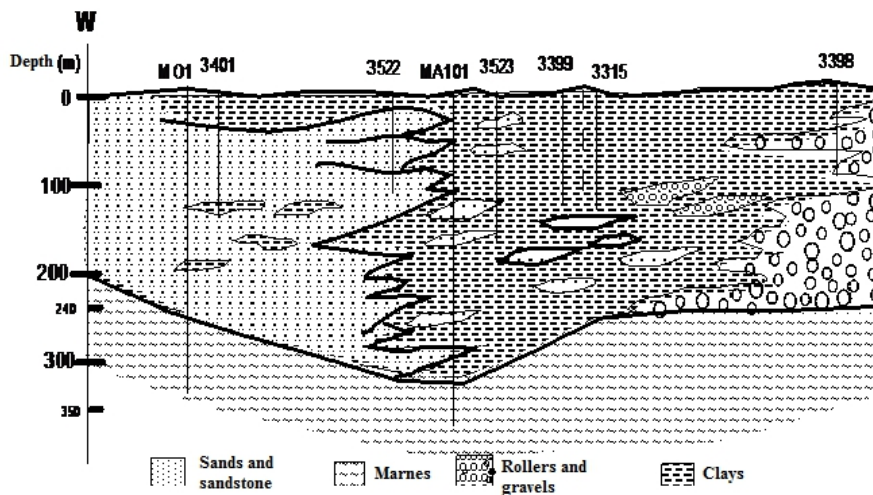 W
Depth (m)
M 01 3401 3522 MA101 3523 3399 3315 3398
0
100
200
240
300
350
Sands and
sandstone
Marnes
Rollers and
gravels
Clays